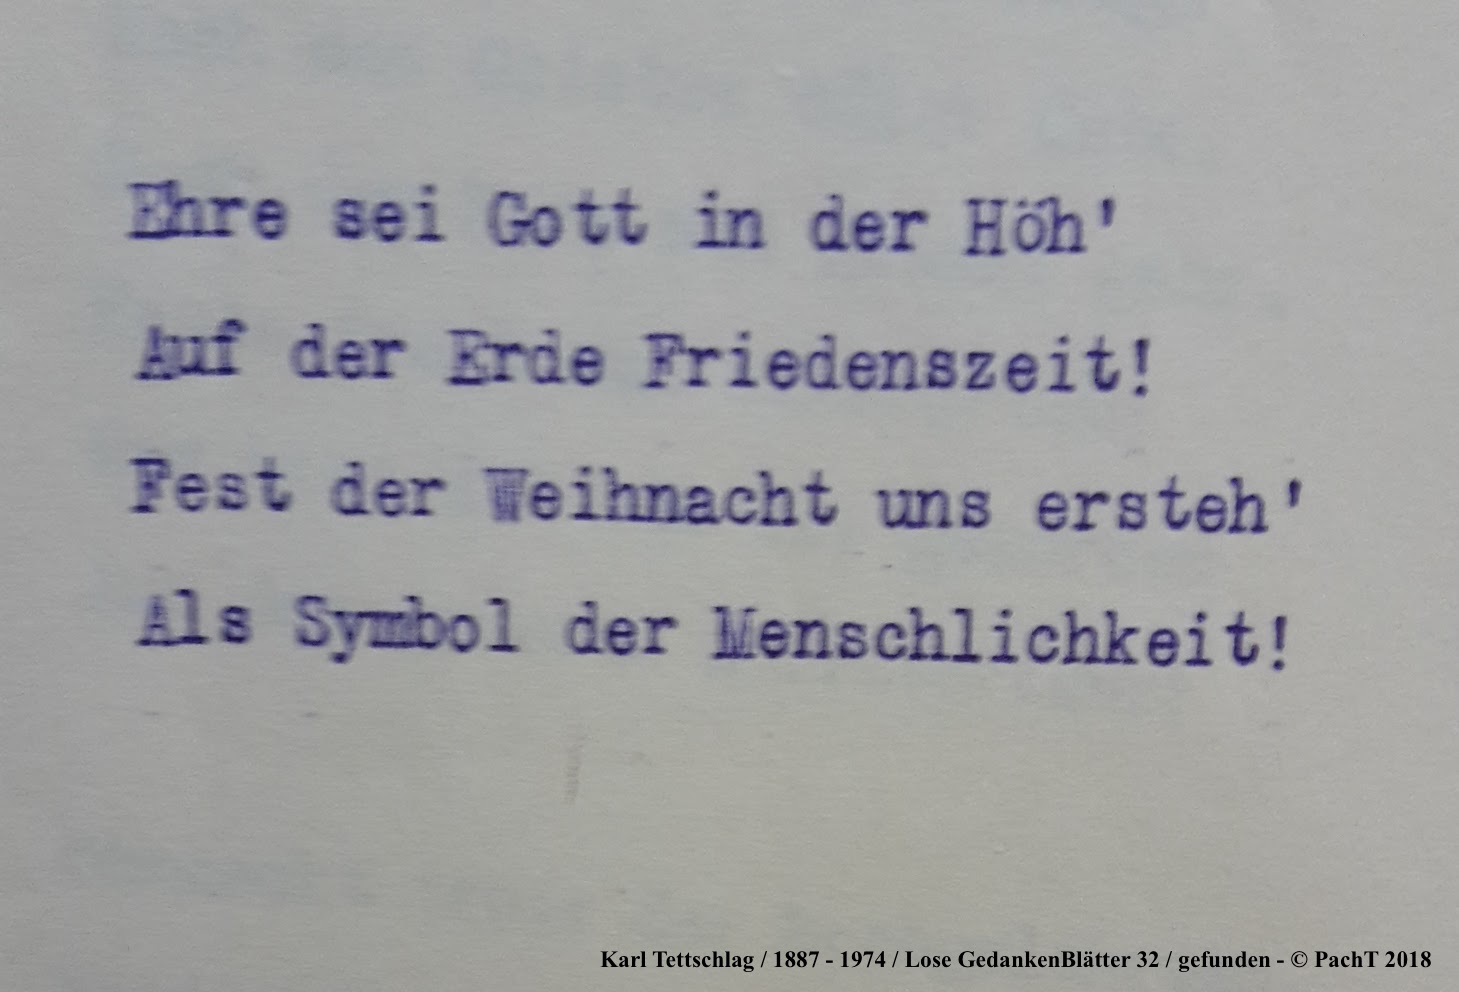 Ehre sei Gott in der Höh'
Auf der Erde Friedenszeit!
Fest der Weihnacht uns ersteh'
Als Symbol der Menschlichkeit!
Karl Tettschlag / 1887 - 1974 / Lose GedankenBlätter 32 / gefunden - © PachT 2018